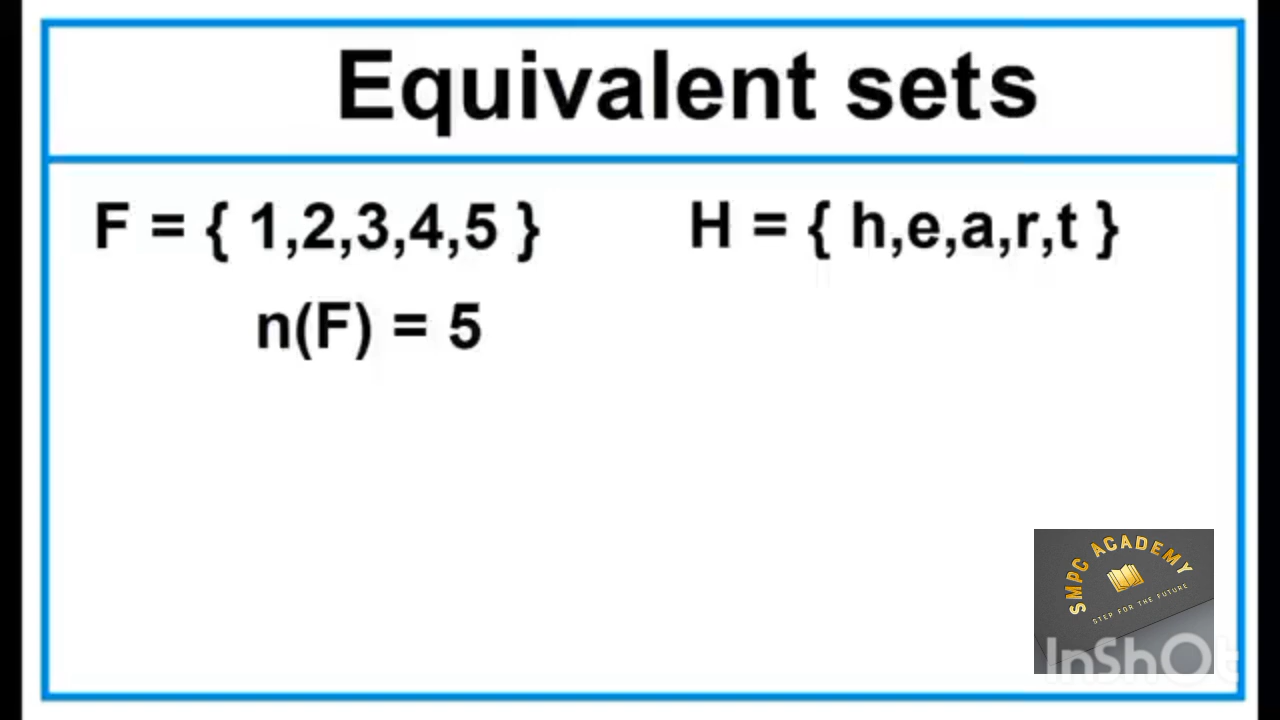 Equivalent sets
F = { 1,2,3,4,5 }
H = { h,e,a,r,t }
n(F) = 5
SMPC ACADEMY
STEP FOR THE FUTURE
InShOt